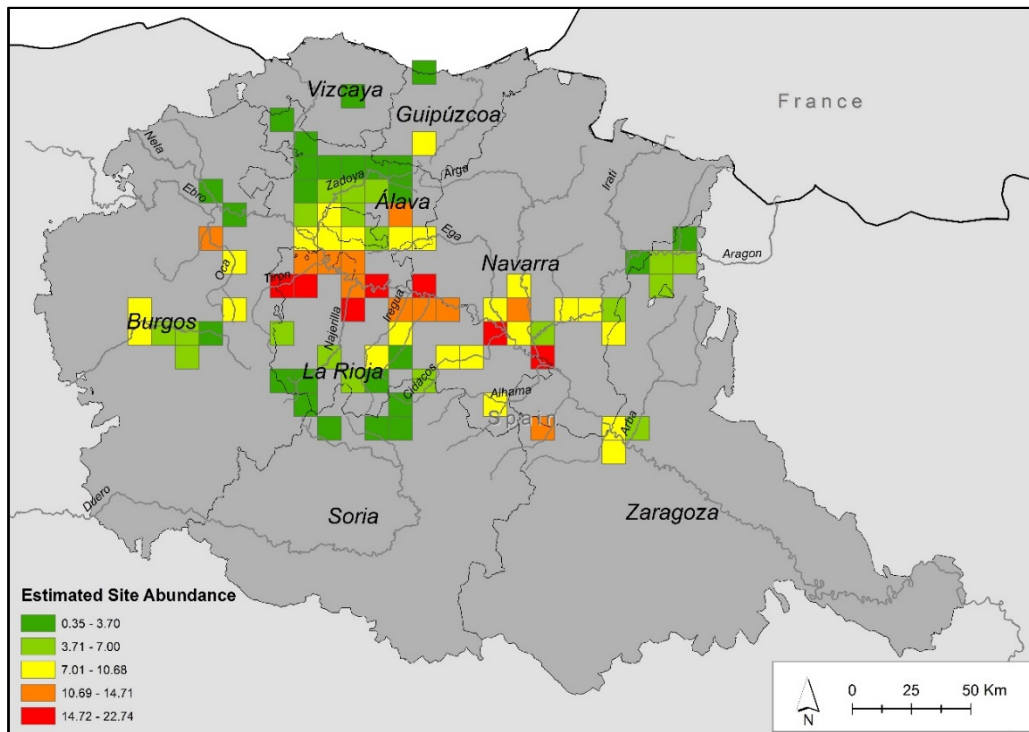 Vizcaya
Guipúzcoa
France
Nela
Ebro
Zadoya
Arga
Irati
Álava
Ega
Oca
Tiron
Navarra
Aragon
Najerilla
Iregua
Burgos
La Rioja
Cidacos
Alhama
Spain
Arba
Duero
Soria
Zaragoza
Estimated Site Abundance
0.35 - 3.70
3.71 - 7.00
7.01 - 10.68
10.69 - 14.71
14.72 - 22.74
N
0 25 50 Km